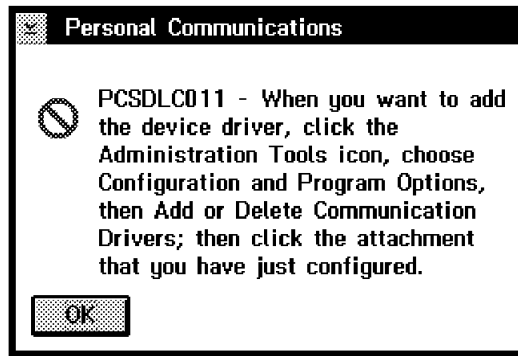 Personal Communications
PCSDLC011 - When you want to add
the device driver, click the
Administration Tools icon, choose
Configuration and Program Options,
then Add or Delete Communication
Drivers; then click the attachment
that you have just configured.
OK